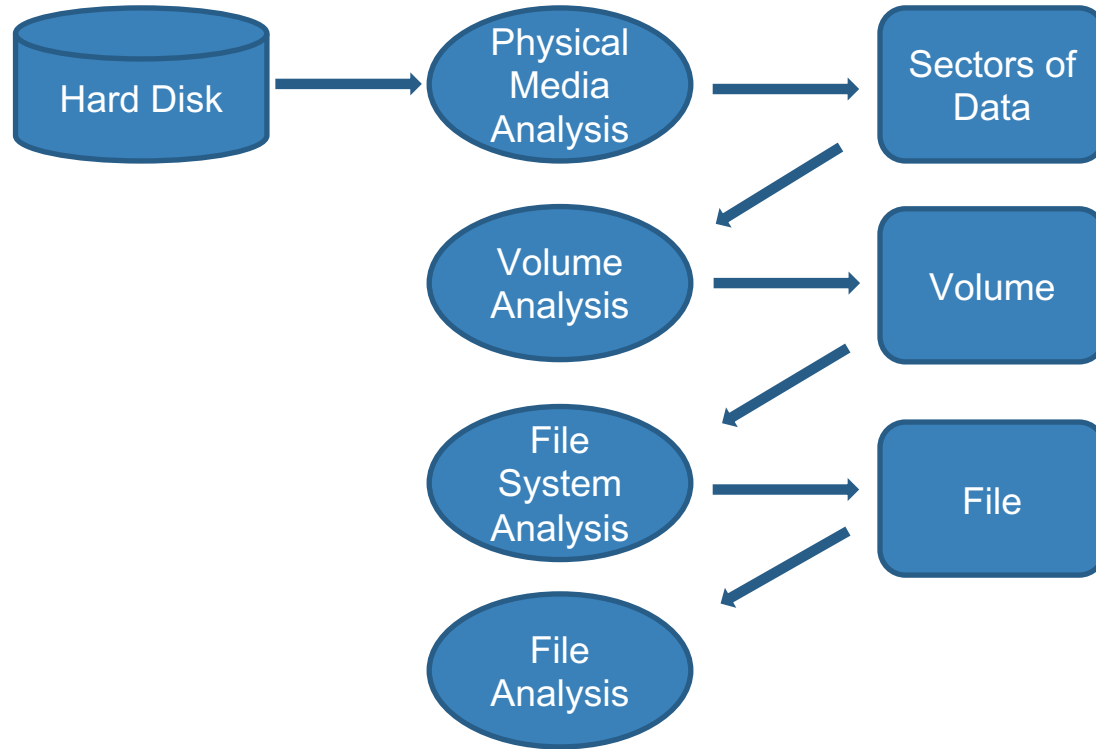 Hard Disk
Physical
Media
Analysis
Sectors of
Data
Volume
Analysis
Volume
File
System
Analysis
File
File
Analysis